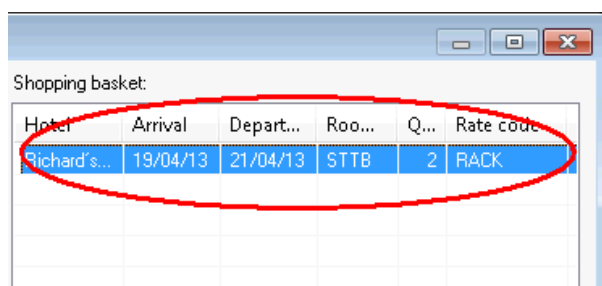 Shopping basket:
Hotel Arrival Depart... Roo... Q... Rate code
Richard's... 19/04/13 21/04/13 STTB 2 RACK